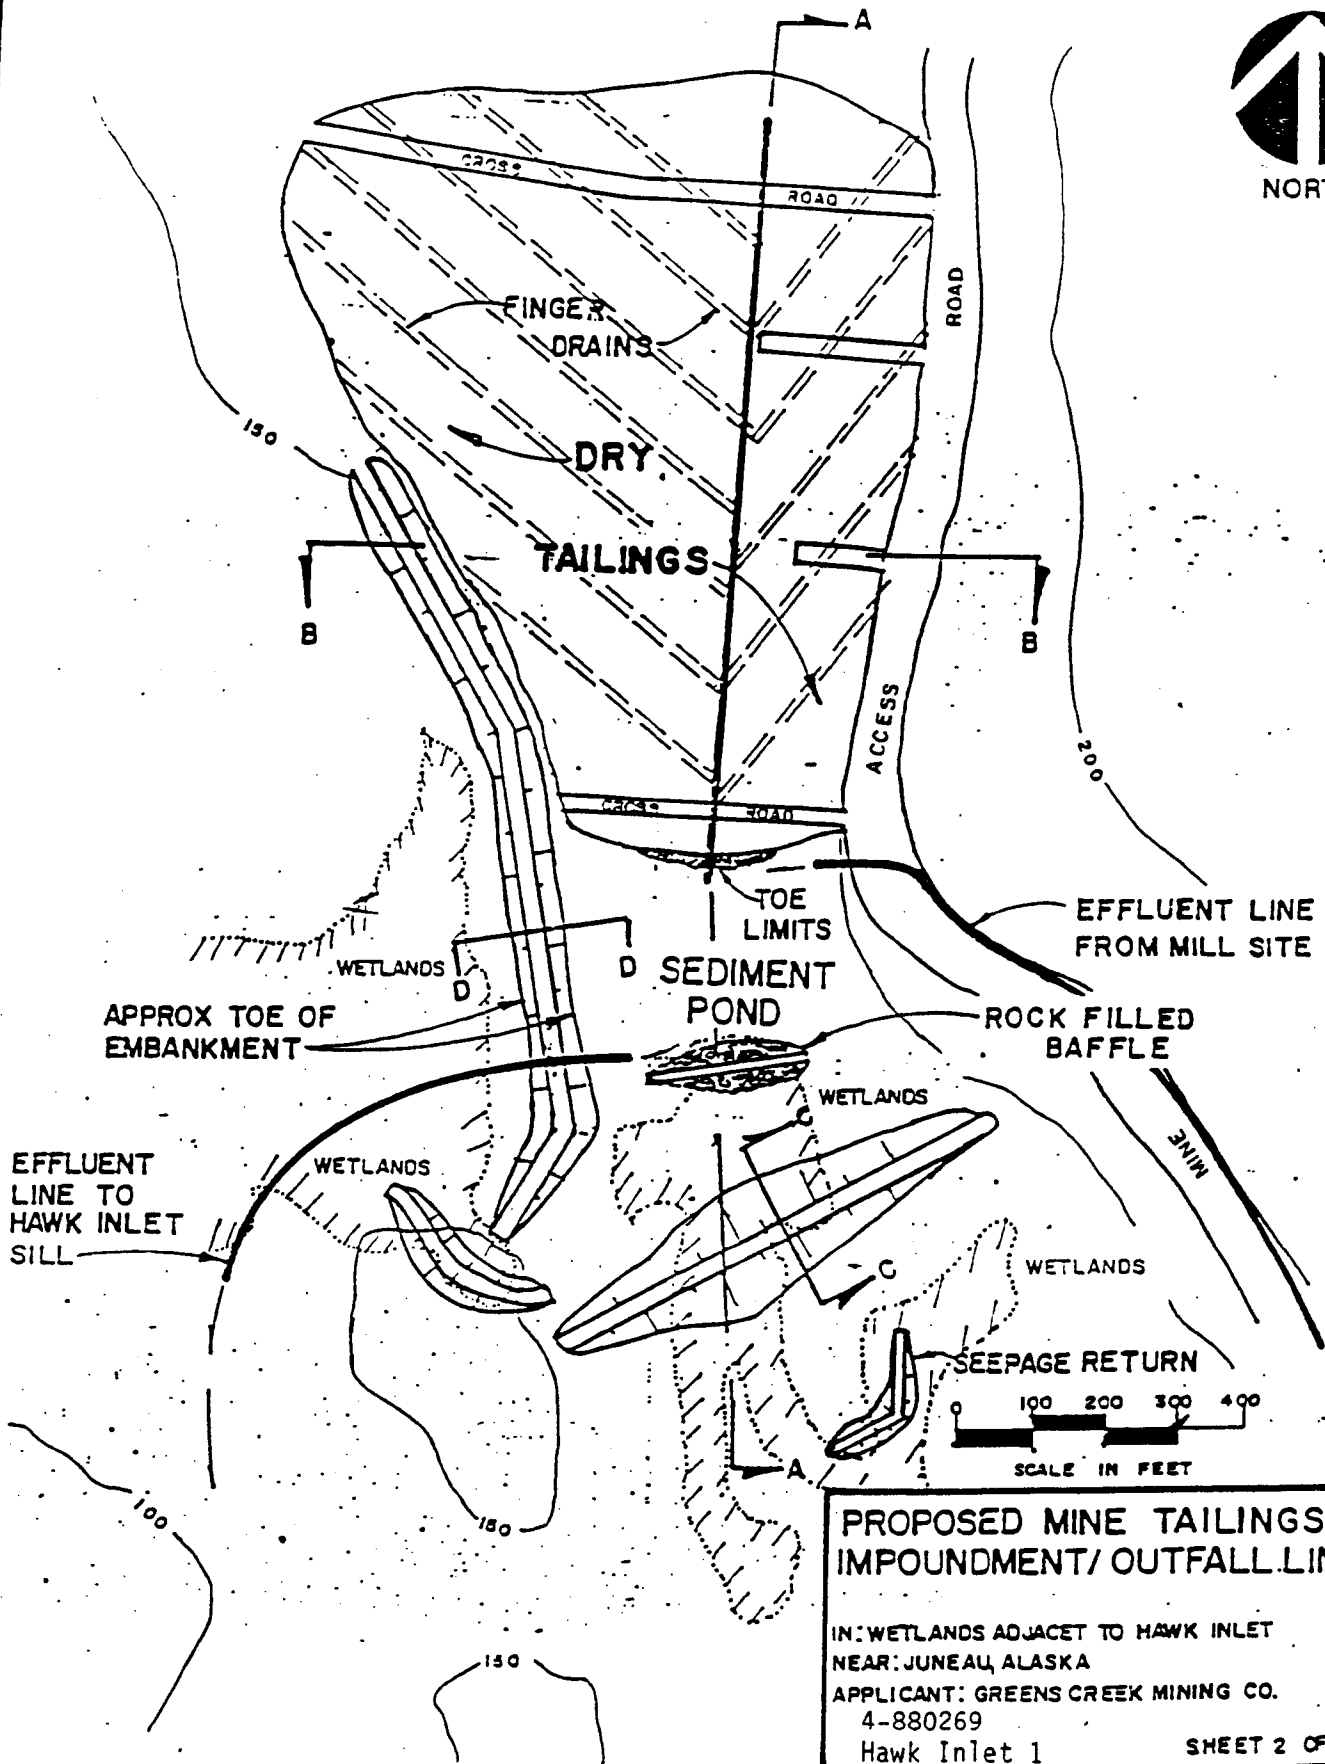 A
NORT
CROSS
ROAD
ROAD
FINGER
DRAINS
150
DRY
TAILINGS
B
B
ACCESS
200
CROSS
ROAD
TOE
LIMITS
EFFLUENT LINE
FROM MILL SITE
WETLANDS
D
D
SEDIMENT
POND
APPROX TOE OF
EMBANKMENT
ROCK FILLED
BAFFLE
WETLANDS
C
MINE
EFFLUENT
LINE TO
HAWK INLET
SILL
WETLANDS
WETLANDS
C
SEEPAGE RETURN
0 100 200 300 400
SCALE IN FEET
A
100
150
150
PROPOSED MINE TAILINGS
IMPOUNDMENT/OUTFALL LIN
IN: WETLANDS ADJACET TO HAWK INLET
NEAR: JUNEAU, ALASKA
APPLICANT: GREENS CREEK MINING CO.
4-880269
Hawk Inlet 1
SHEET 2 OF